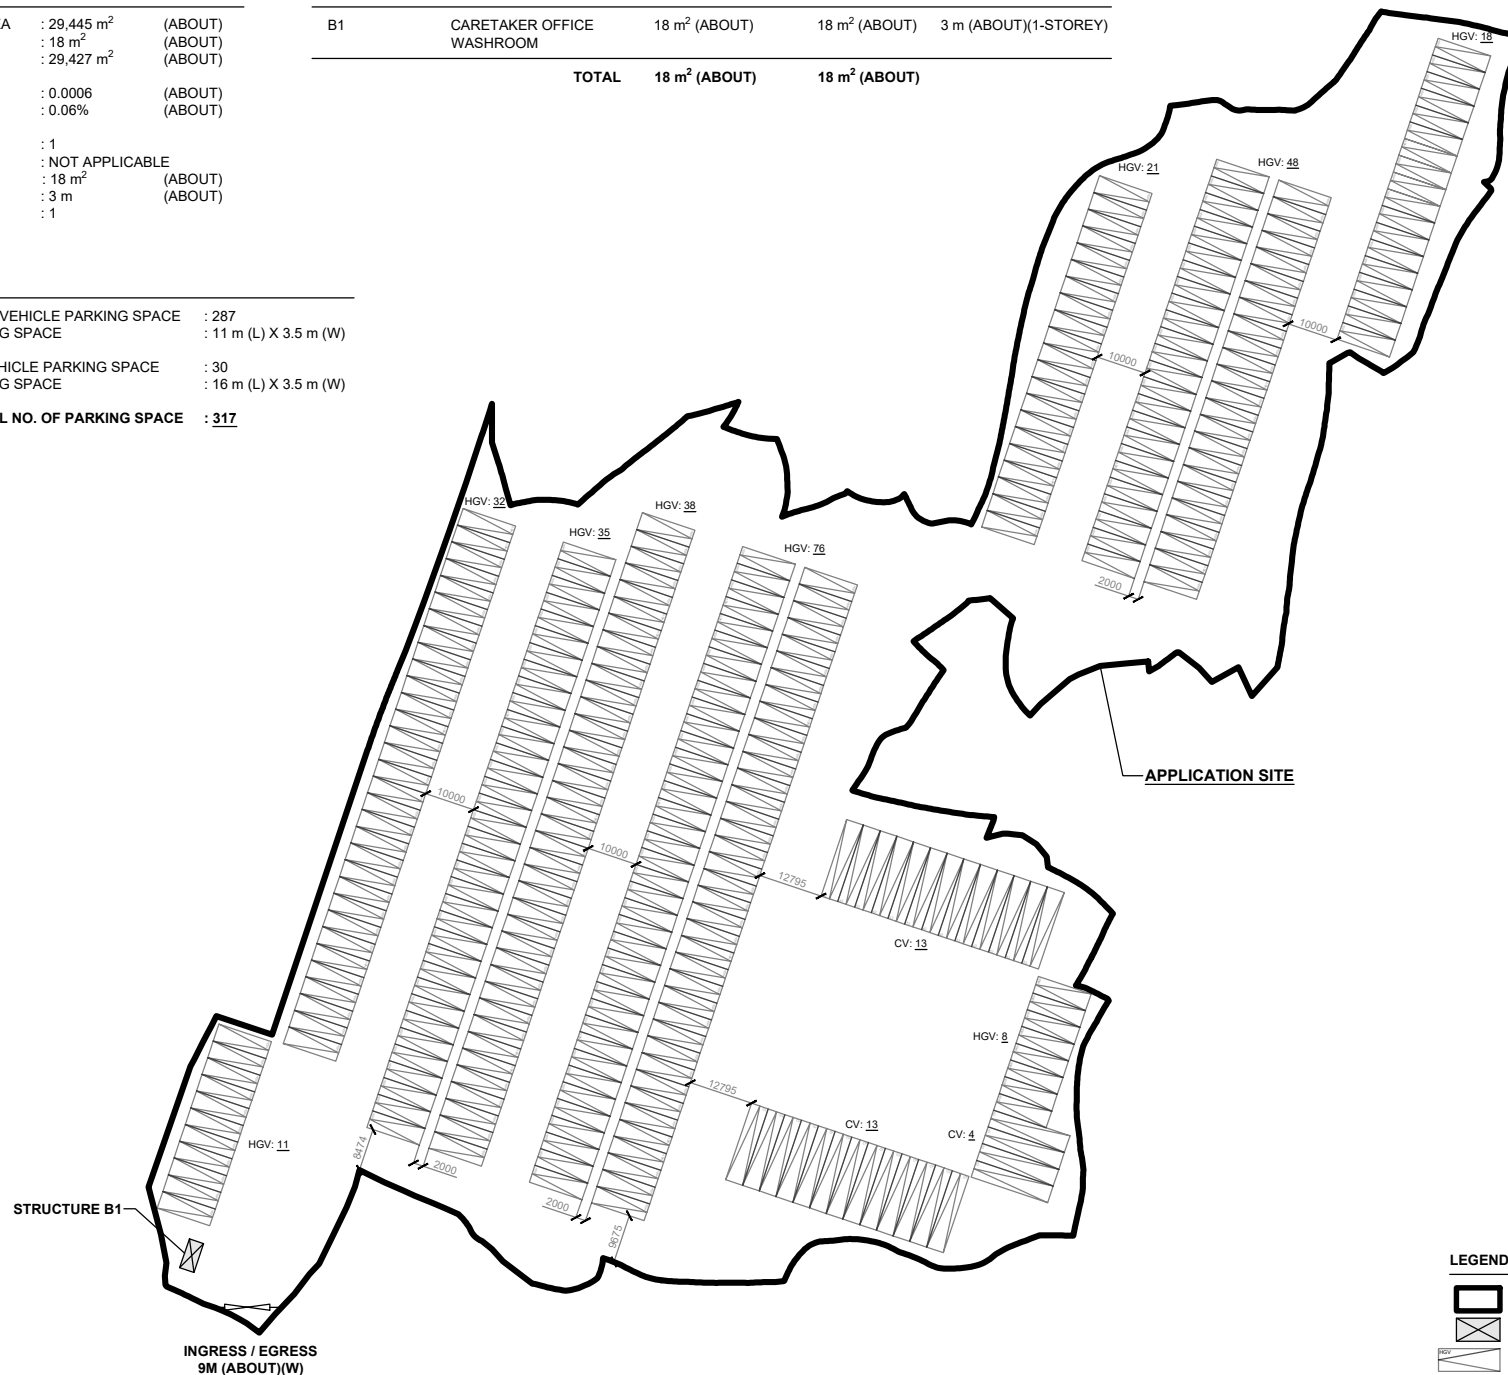 EA : 29,445 m² (ABOUT)
: 18 m² (ABOUT)
: 29,427 m² (ABOUT)
: 0.0006 (ABOUT)
: 0.06% (ABOUT)
: 1
: NOT APPLICABLE
: 18 m² (ABOUT)
: 3 m (ABOUT)
: 1
B1 CARETAKER OFFICE 18 m² (ABOUT) 18 m² (ABOUT) 3 m (ABOUT)(1-STOREY)
WASHROOM
TOTAL 18 m² (ABOUT) 18 m² (ABOUT)
VEHICLE PARKING SPACE : 287
G SPACE : 11 m (L) X 3.5 m (W)
HICLE PARKING SPACE : 30
G SPACE : 16 m (L) X 3.5 m (W)
L NO. OF PARKING SPACE : 317
HGV: 18
HGV: 21
HGV: 48
10000
10000
2000
HGV: 32
HGV: 35
HGV: 38
HGV: 76
APPLICATION SITE
10000
10000
12795
CV: 13
HGV: 8
12795
CV: 13
CV: 4
HGV: 11
8474
2000
2000
9675
STRUCTURE B1
INGRESS / EGRESS
9M (ABOUT)(W)
LEGEND
HGV